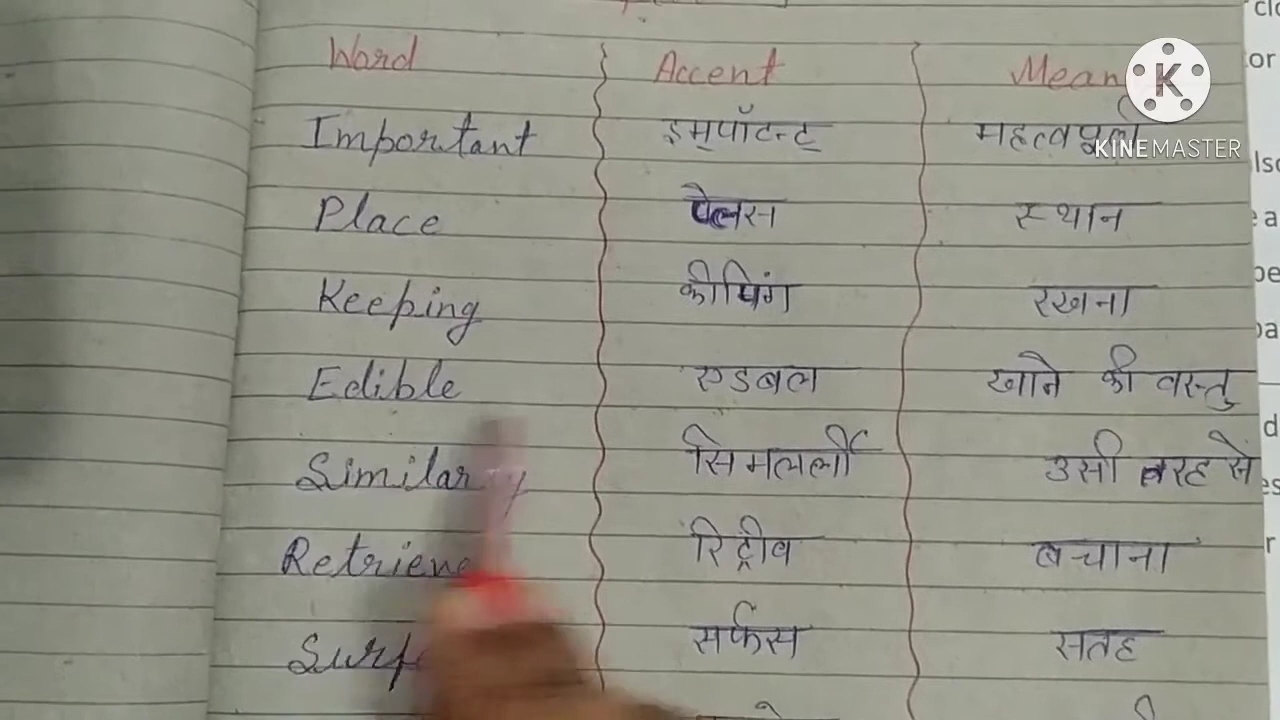 Word Accent Mean
Important इम्पॉटन्ट् महत्वपूर्ण
KINEMASTER
Place पेलस स्थान
Keeping कीपिंग रखना
Edible एडबल खाने की वस्तु
Similar सिमलर्ली उसी तरह से
Retrieve रिट्रीव बचाना
Surf सर्फस सतह